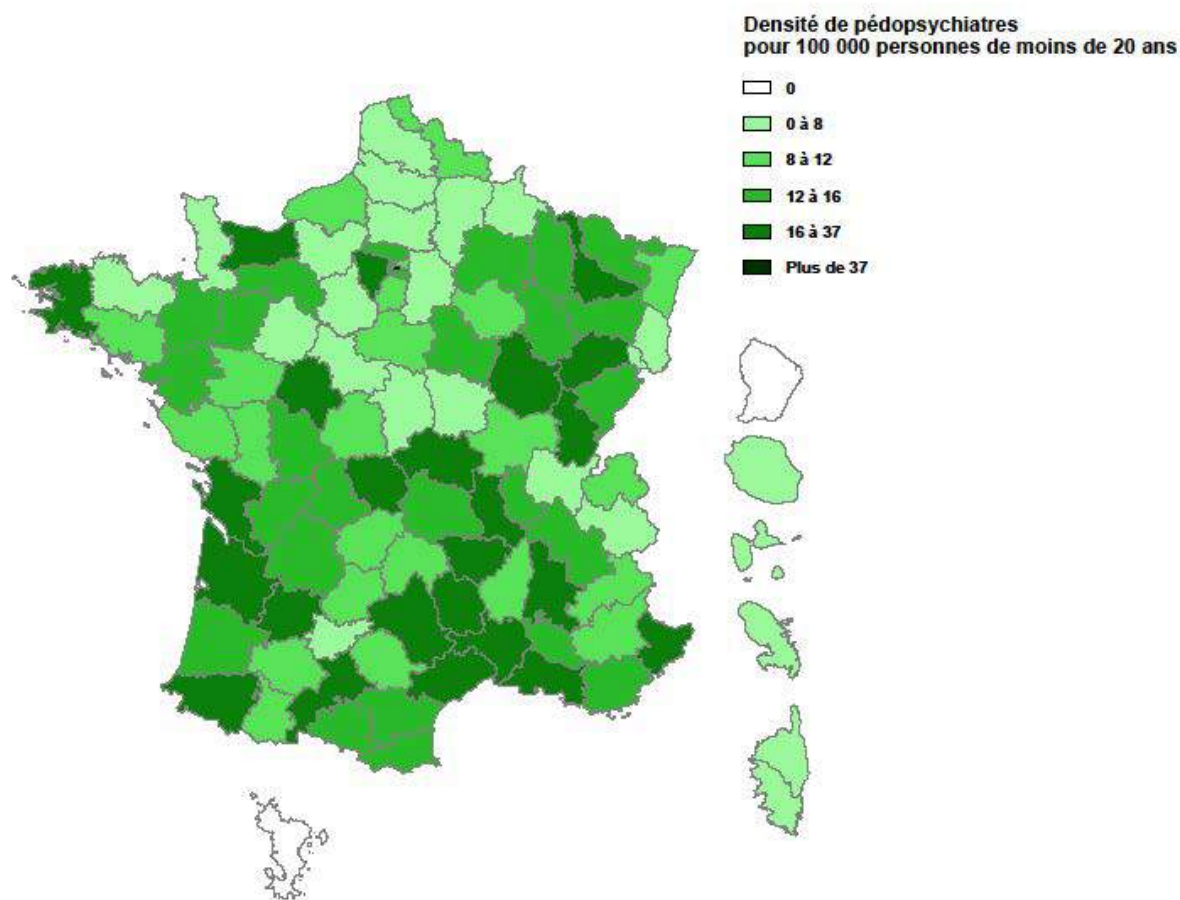 Densité de pédopsychiatres
pour 100 000 personnes de moins de 20 ans
0
0 à 8
8 à 12
12 à 16
16 à 37
Plus de 37